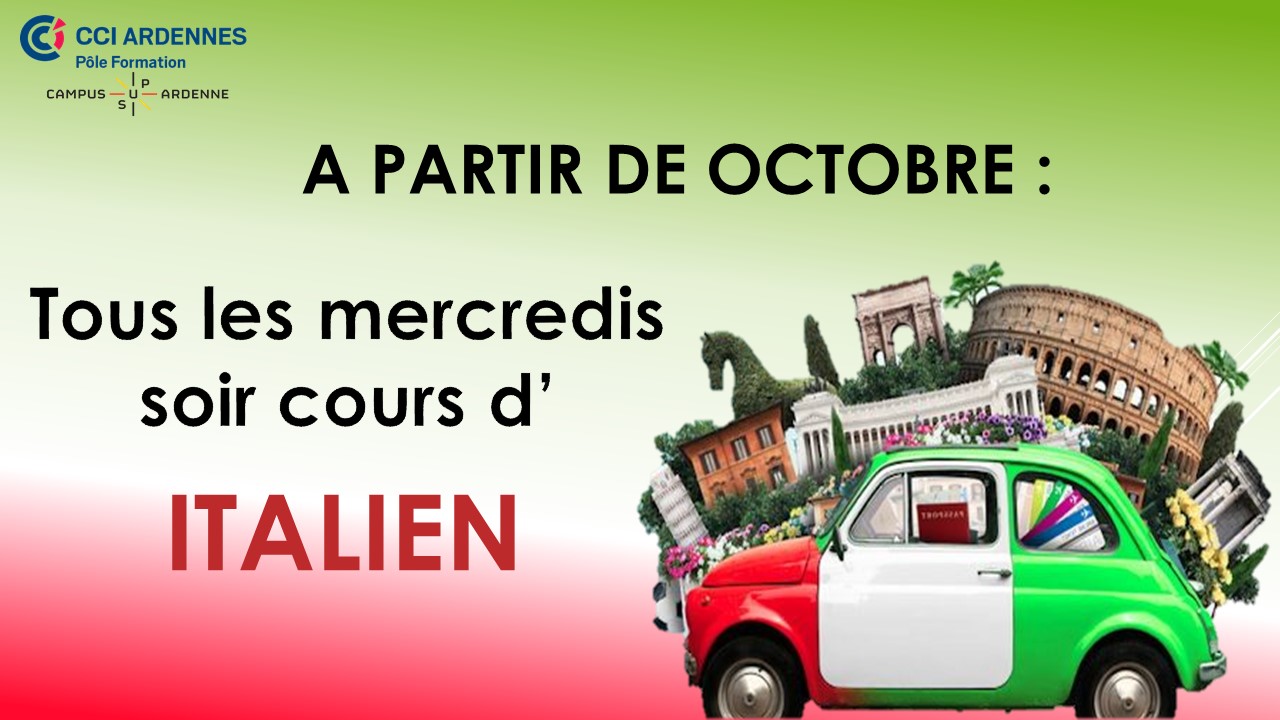 CCI ARDENNES
Pôle Formation
CAMPUS SUP ARDENNE
A PARTIR DE OCTOBRE :
Tous les mercredis
soir cours d’
ITALIEN
PASSPORT